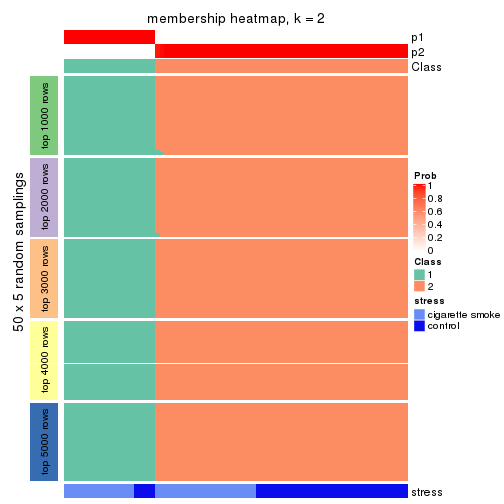 membership heatmap, k = 2
p1
p2
Class
50 x 5 random samplings
top 1000 rows
top 2000 rows
top 3000 rows
top 4000 rows
top 5000 rows
Prob
1
0.8
0.6
0.4
0.2
0
Class
1
2
stress
cigarette smoke
control
stress